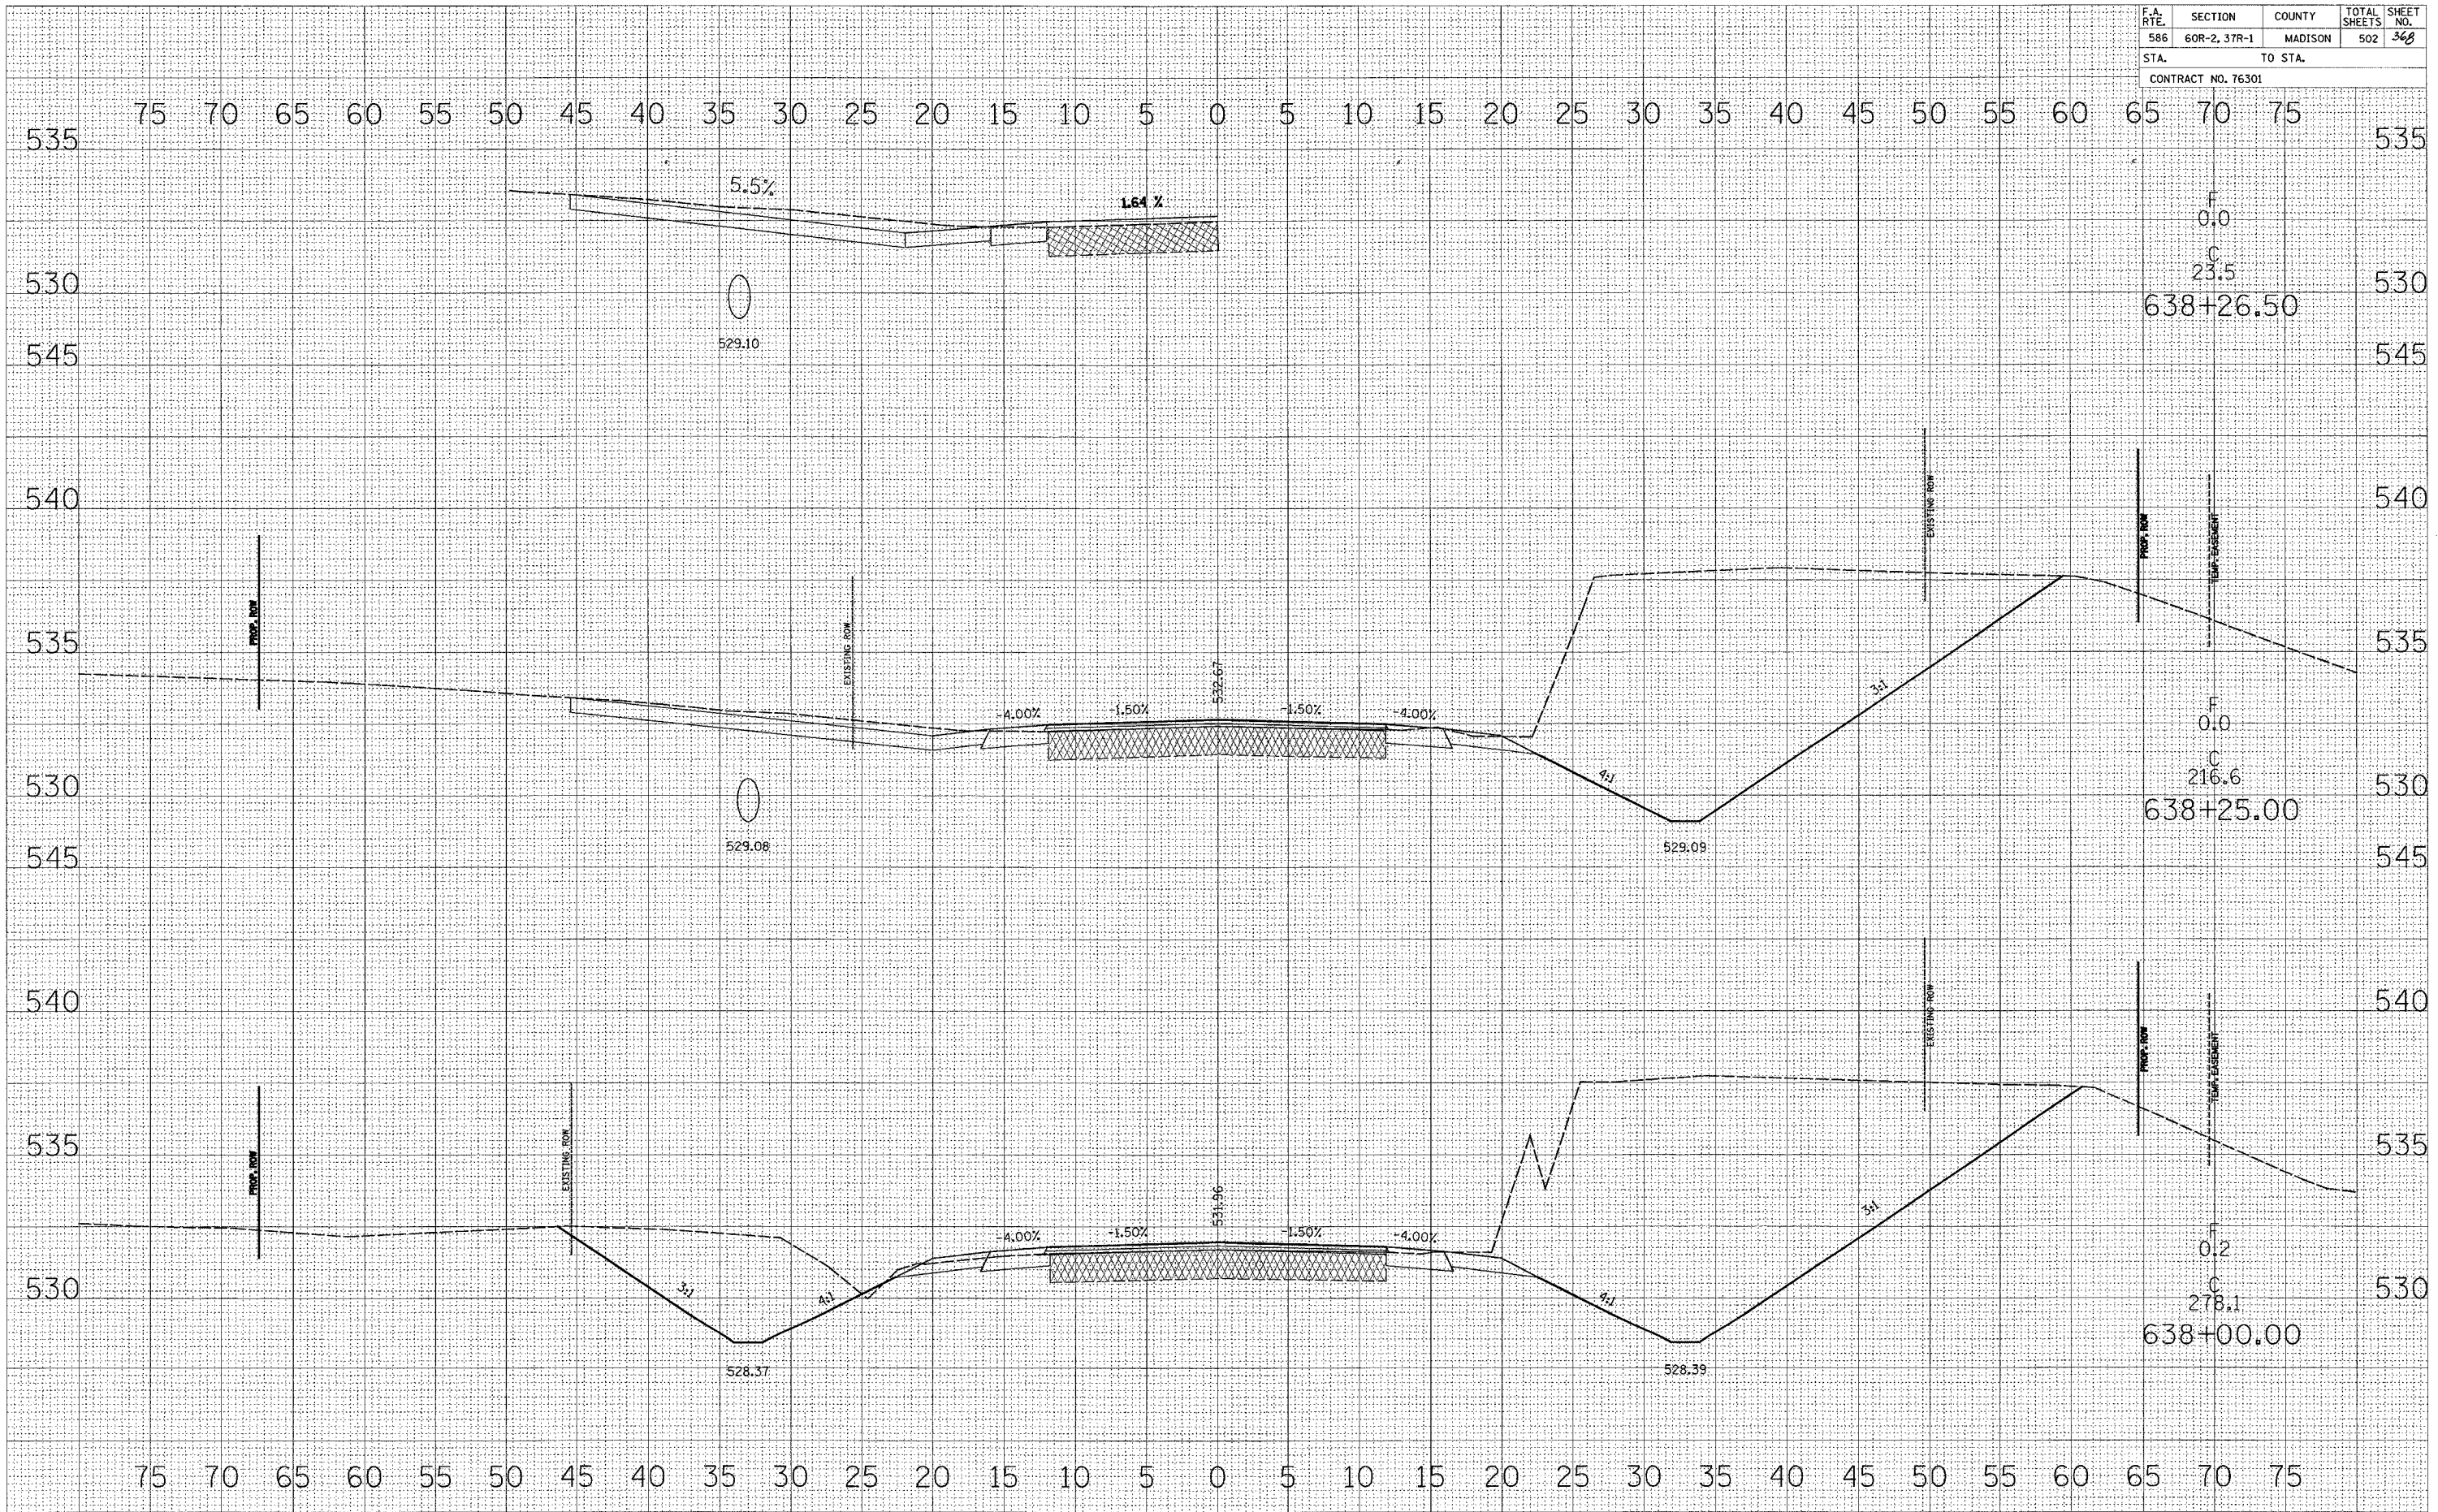 F.A. RTE. SECTION COUNTY TOTAL SHEETS SHEET NO.
586 60R-2, 37R-1 MADISON 502 368
STA. TO STA.
CONTRACT NO. 76301
75 70 65 60 55 50 45 40 35 30 25 20 15 10 5 0 5 10 15 20 25 30 35 40 45 50 55 60 65 70 75
535 535
5.5%
1.64 %
F
0.0
C
23.5
530 530
638+26.50
529.10
545 545
540 540
EXISTING ROW
PROP. ROW
TEMP. EASEMENT
PROP. ROW
EXISTING ROW
535 535
532.67
3:1
-4.00% -1.50% -1.50% -4.00%
F
0.0
C
216.6
4:1
530 530
638+25.00
529.08 529.09
545 545
540 540
EXISTING ROW
PROP. ROW
TEMP. EASEMENT
PROP. ROW
EXISTING ROW
535 535
531.96
3:1
-4.00% -1.50% -1.50% -4.00%
F
0.2
C
278.1
3:1 4:1 4:1
530 530
638+00.00
528.37 528.39
75 70 65 60 55 50 45 40 35 30 25 20 15 10 5 0 5 10 15 20 25 30 35 40 45 50 55 60 65 70 75